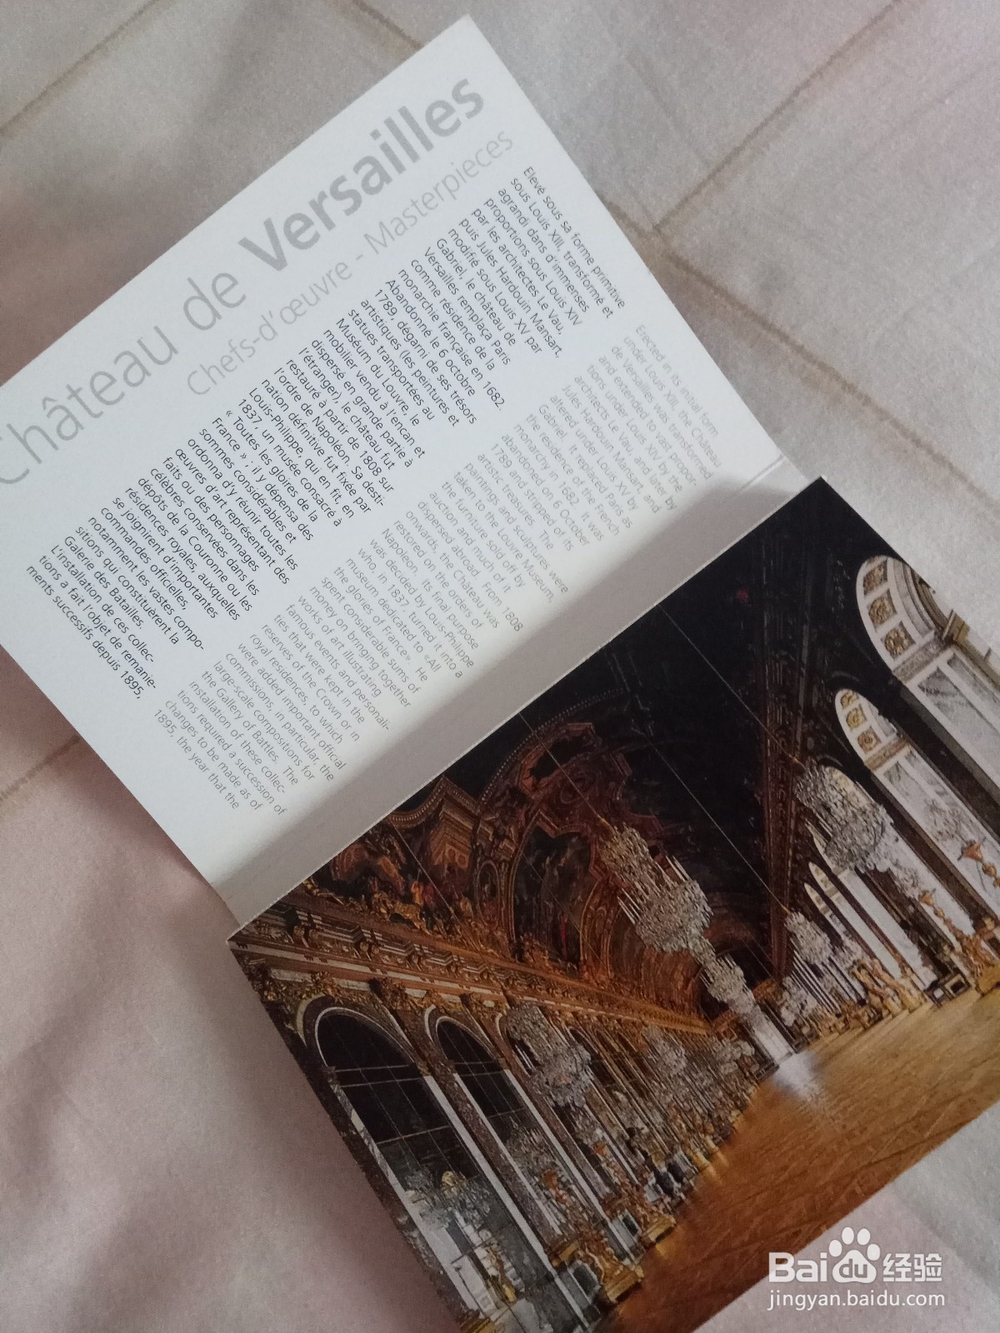 Château de Versailles
Chefs-d'œuvre - Masterpieces
Elevé sous sa forme primitive
sous Louis XIII, transformé et
agrandi dans d'immenses
proportions sous Louis XIV
par les architectes Le Vau,
puis Jules Hardouin Mansart,
modifié sous Louis XV par
Gabriel, le château de
Versailles remplaça Paris
comme résidence de la
monarchie française en 1682
Abandonné le 6 octobre
1789, dégarni de ses trésors
artistiques (les peintures et
statues transportées au
Muséum du Louvre, le
mobilier vendu à l'encan et
dispersé en grande partie à
l'étranger), le château fut
restauré à partir de 1808 sur
l'ordre de Napoléon. Sa desti-
nation définitive fut fixée par
Louis-Philippe, qui en fit, en
1837, un musée consacré à
« Toutes les gloires de la
France » ; il y dépensa des
sommes considérables et
ordonna d'y réunir toutes les
œuvres d'art représentant des
faits ou des personnages
célèbres conservées dans les
dépôts de la Couronne ou les
résidences royales, auxquelles
se joignirent d'importantes
commandes officielles,
notamment les vastes compo-
sitions qui constituèrent la
Galerie des Batailles.
L'installation de ces collec-
tions a fait l'objet de remanie-
ments successifs depuis 1895,
Erected in its initial form
under Louis XIII, the Château
de Versailles was transformed
and extended to vast propor-
tions under Louis XIV by the
architects Le Vau, and later by
Jules Hardouin Mansart and
altered under Louis XV by
Gabriel. It replaced Paris as
the residence of the French
monarchy in 1682, was
abandoned on 6 October
1789 and stripped of its
artistic treasures. The
paintings and sculptures were
taken to the Louvre Museum,
the furniture sold off by
auction and much of it
dispersed abroad. From 1808
onwards, the Château was
restored on the orders of
Napoleon. Its final purpose
was decided by Louis-Philippe
who, in 1837, turned it into a
museum dedicated to «All
the glories of France». He
spent considerable sums of
money on bringing together
works of art illustrating
famous events and personali-
ties that were kept in the
reserves of the Crown or in
royal residences, to which
were added important official
commissions, in particular, the
large-scale compositions for
the Gallery of Battles. The
installation of these collec-
tions required a succession of
changes to be made as of
1895, the year that the
Baidu经验
jingyan.baidu.com